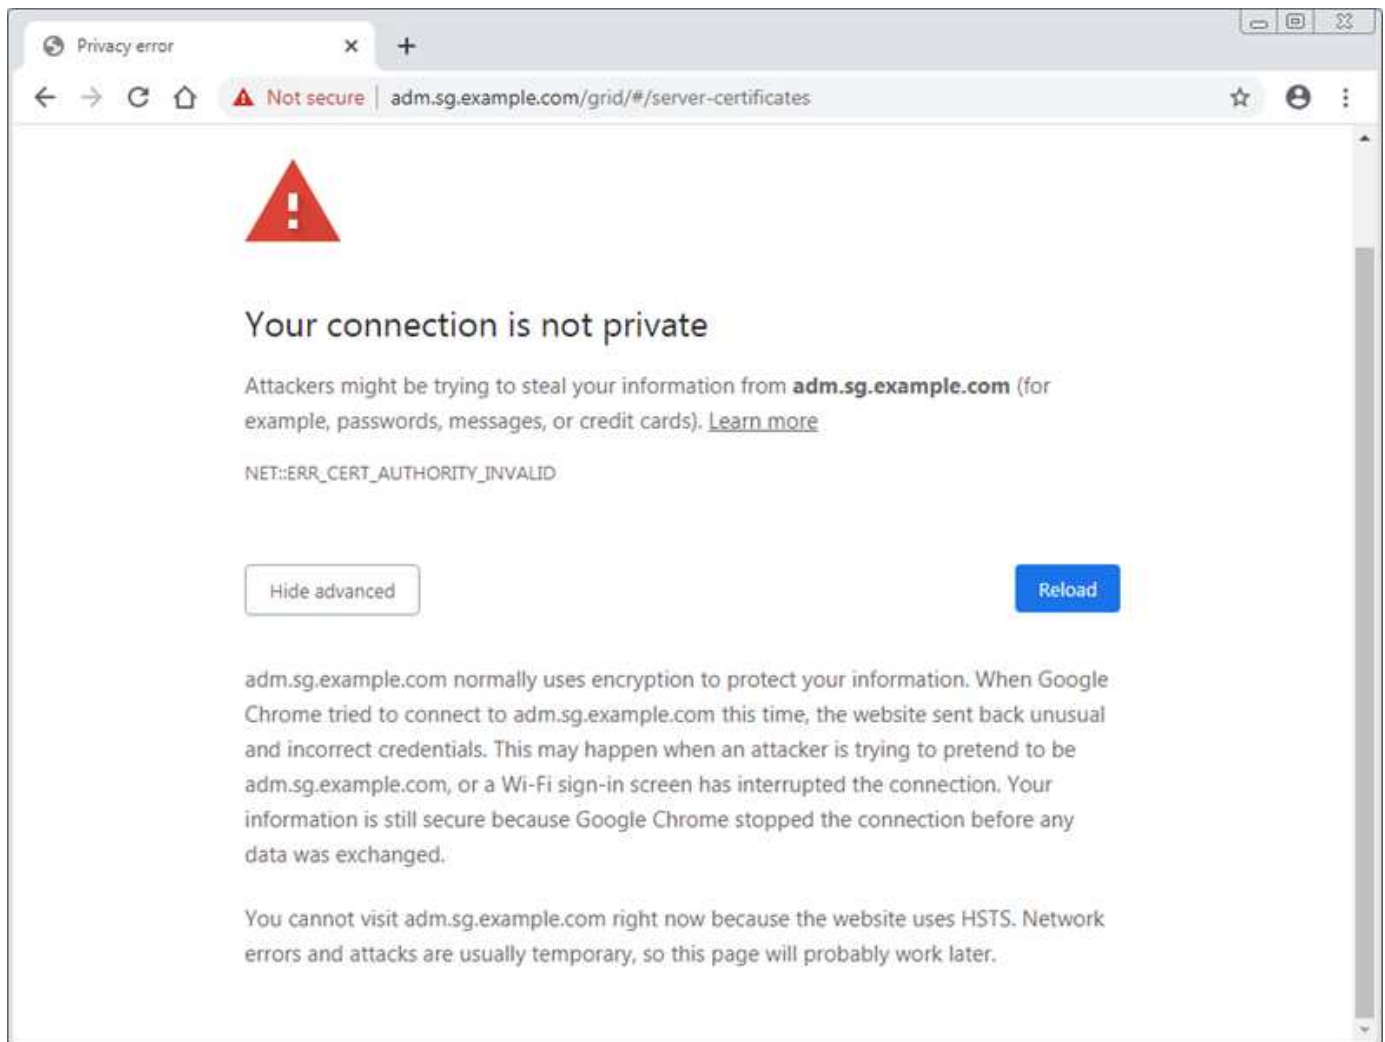 Privacy error
Not secure adm.sg.example.com/grid/#/server-certificates
Your connection is not private
Attackers might be trying to steal your information from adm.sg.example.com (for
example, passwords, messages, or credit cards). Learn more
NET::ERR_CERT_AUTHORITY_INVALID
Hide advanced
Reload
adm.sg.example.com normally uses encryption to protect your information. When Google
Chrome tried to connect to adm.sg.example.com this time, the website sent back unusual
and incorrect credentials. This may happen when an attacker is trying to pretend to be
adm.sg.example.com, or a Wi-Fi sign-in screen has interrupted the connection. Your
information is still secure because Google Chrome stopped the connection before any
data was exchanged.
You cannot visit adm.sg.example.com right now because the website uses HSTS. Network
errors and attacks are usually temporary, so this page will probably work later.